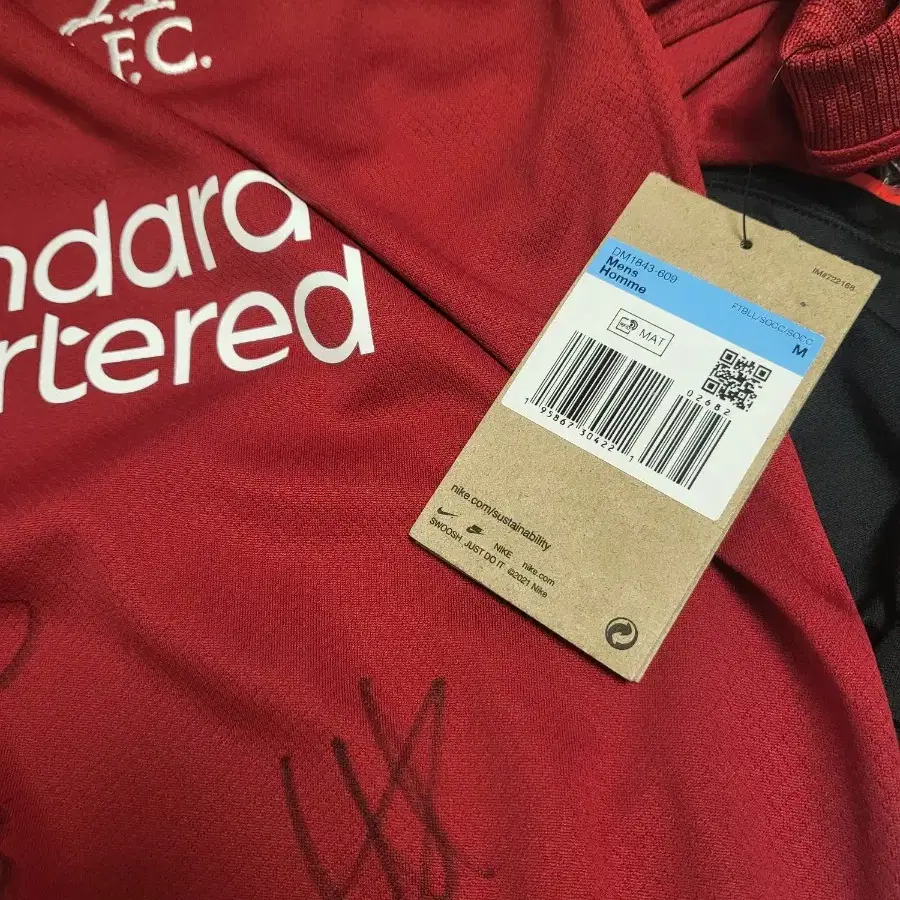 F.C.
ndard
rtered
IM#722168
DM1843-609
Mens
Homme
FTBLL/SOCC/SOCC
M
MAT
02682
1 95867 30422 1
nike.com/sustainability
NIKE nike.com
SWOOSH, JUST DO IT ©2021 Nike